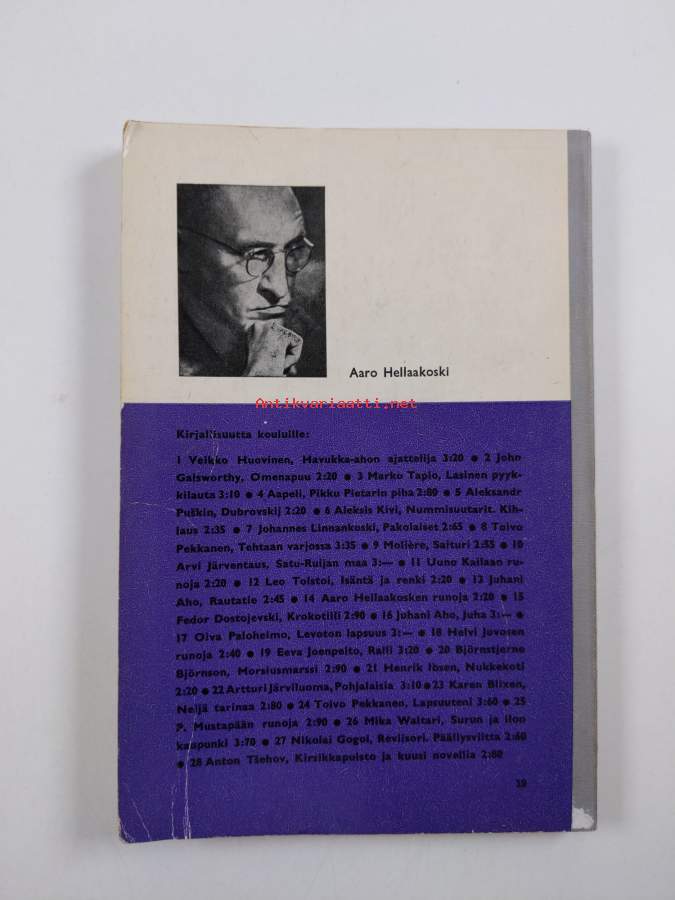 Aaro Hellaakoski
Antikvariaatti.net
Kirjallisuutta kouluille:
1 Veikko Huovinen, Havukka-ahon ajattelija 3:20 ● 2 John
Galsworthy, Omenapuu 2:20 ● 3 Marko Tapio, Lasinen pyyk-
kilauta 3:10 ● 4 Aapeli, Pikku Pietarin piha 2:80 ● 5 Aleksandr
Puškin, Dubrovskij 2:20 ● 6 Aleksis Kivi, Nummisuutarit. Kih-
laus 2:35 ● 7 Johannes Linnankoski, Pakolaiset 2:65 ● 8 Toivo
Pekkanen, Tehtaan varjossa 3:35 ● 9 Molière, Saituri 2:55 ● 10
Arvi Järventaus, Satu-Ruijan maa 3:— ● 11 Uuno Kailaan ru-
noja 2:20 ● 12 Leo Tolstoi, Isäntä ja renki 2:20 ● 13 Juhani
Aho, Rautatie 2:45 ● 14 Aaro Hellaakosken runoja 2:20 ● 15
Fedor Dostojevski, Krokotiili 2:90 ● 16 Juhani Aho, Juha 3:— ●
17 Oiva Paloheimo, Levoton lapsuus 3:— ● 18 Helvi Juvosen
runoja 2:40 ● 19 Eeva Joenpelto, Ralli 3:20 ● 20 Björnstjerne
Björnson, Morsiusmarssi 2:90 ● 21 Henrik Ibsen, Nukkekoti
2:20 ● 22 Artturi Järviluoma, Pohjalaisia 3:10 ● 23 Karen Blixen,
Neljä tarinaa 2:80 ● 24 Toivo Pekkanen, Lapsuuteni 3:60 ● 25
P. Mustapään runoja 2:90 ● 26 Mika Waltari, Surun ja ilon
kaupunki 3:70 ● 27 Nikolai Gogol, Reviisori. Päällysviitta 2:60
● 28 Anton Tšehov, Kirsikkapuisto ja kuusi novellia 2:80